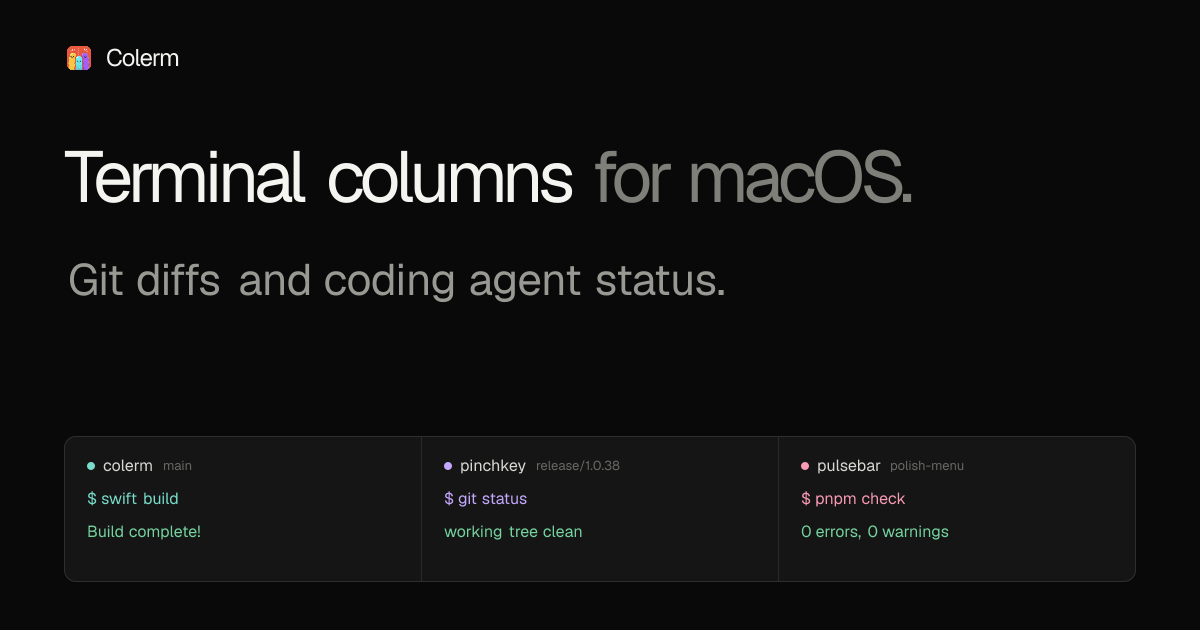 Colerm
Terminal columns for macOS.
Git diffs and coding agent status.
colerm main
$ swift build
Build complete!
pinchkey release/1.0.38
$ git status
working tree clean
pulsebar polish-menu
$ pnpm check
0 errors, 0 warnings